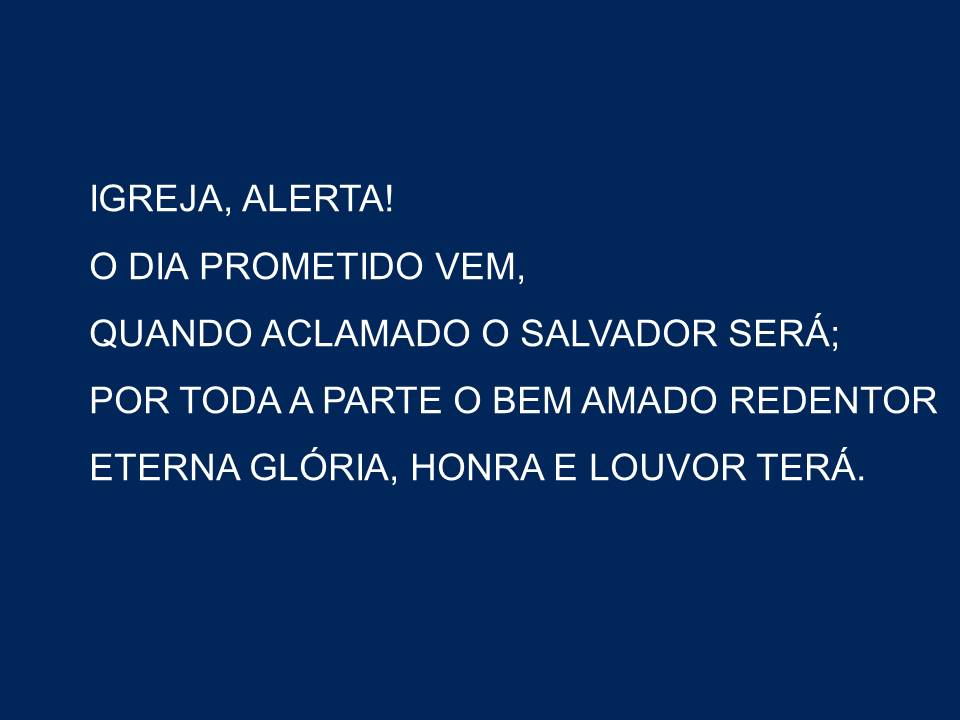 IGREJA, ALERTA!
O DIA PROMETIDO VEM,
QUANDO ACLAMADO O SALVADOR SERÁ;
POR TODA A PARTE O BEM AMADO REDENTOR
ETERNA GLÓRIA, HONRA E LOUVOR TERÁ.